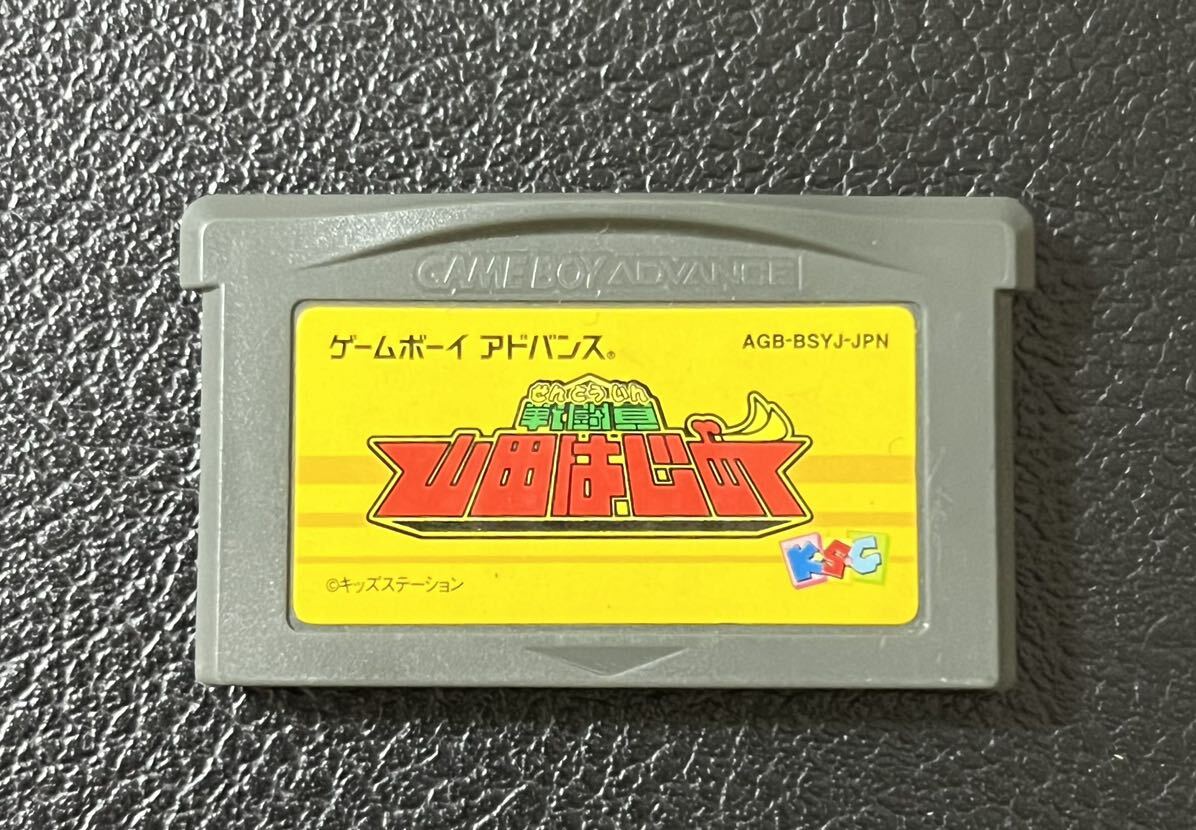 GAME BOY ADVANCE
ゲームボーイ アドバンス®
AGB-BSYJ-JPN
せんとういん
戦闘員
山田はじめ
K.S.C
©キッズステーション